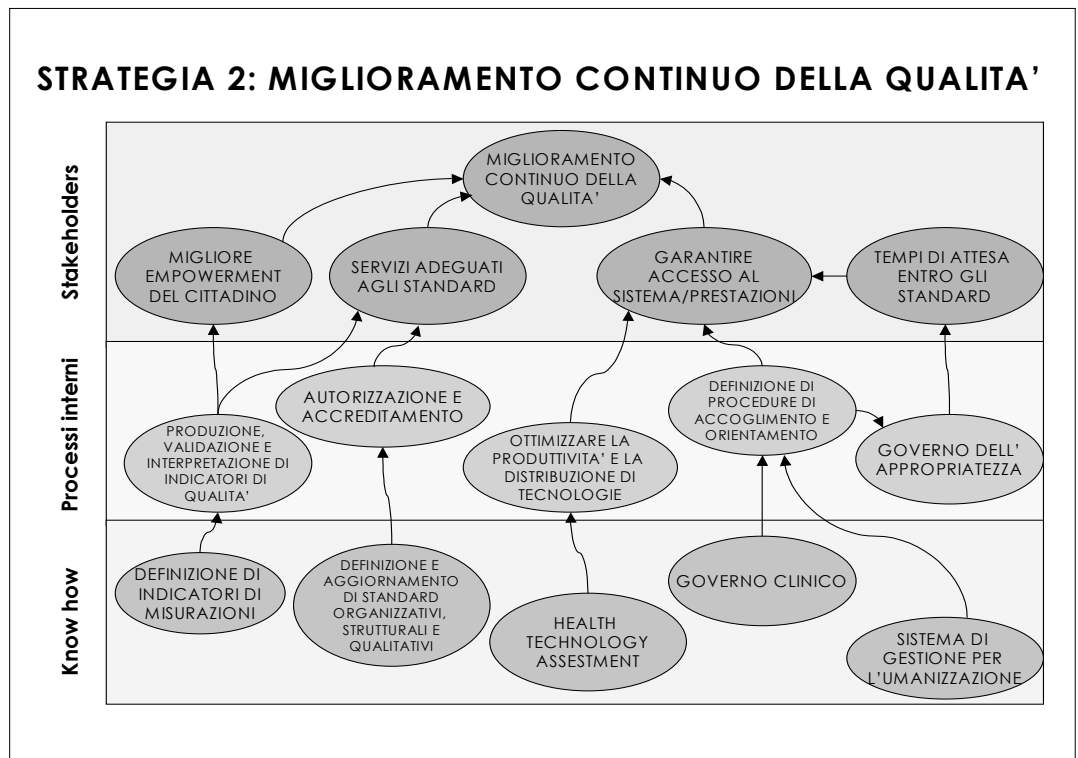 STRATEGIA 2: MIGLIORAMENTO CONTINUO DELLA QUALITA’
Stakeholders
MIGLIORAMENTO
CONTINUO DELLA
QUALITA’
MIGLIORE
EMPOWERMENT
DEL CITTADINO
SERVIZI ADEGUATI
AGLI STANDARD
GARANTIRE
ACCESSO AL
SISTEMA/PRESTAZIONI
TEMPI DI ATTESA
ENTRO GLI
STANDARD
Processi interni
PRODUZIONE,
VALIDAZIONE E
INTERPRETAZIONE DI
INDICATORI DI
QUALITA’
AUTORIZZAZIONE E
ACCREDITAMENTO
OTTIMIZZARE LA
PRODUTTIVITA’ E LA
DISTRIBUZIONE DI
TECNOLOGIE
DEFINIZIONE DI
PROCEDURE DI
ACCOGLIMENTO E
ORIENTAMENTO
GOVERNO DELL’
APPROPRIATEZZA
Know how
DEFINIZIONE DI
INDICATORI DI
MISURAZIONI
DEFINIZIONE E
AGGIORNAMENTO
DI STANDARD
ORGANIZZATIVI,
STRUTTURALI E
QUALITATIVI
HEALTH
TECHNOLOGY
ASSESTMENT
GOVERNO CLINICO
SISTEMA DI
GESTIONE PER
L’UMANIZZAZIONE